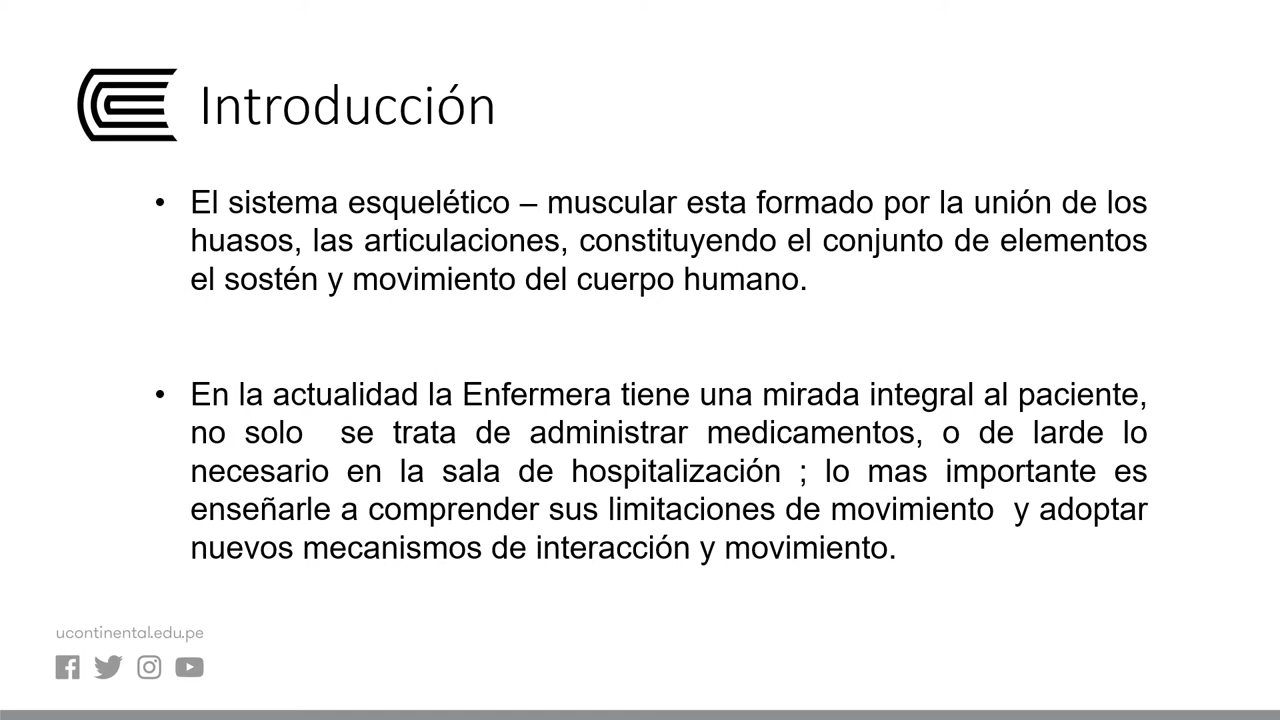 Introducción
• El sistema esquelético – muscular esta formado por la unión de los
huasos, las articulaciones, constituyendo el conjunto de elementos
el sostén y movimiento del cuerpo humano.
• En la actualidad la Enfermera tiene una mirada integral al paciente,
no solo  se trata de administrar medicamentos, o de larde lo
necesario en la sala de hospitalización ; lo mas importante es
enseñarle a comprender sus limitaciones de movimiento  y adoptar
nuevos mecanismos de interacción y movimiento.
ucontinental.edu.pe